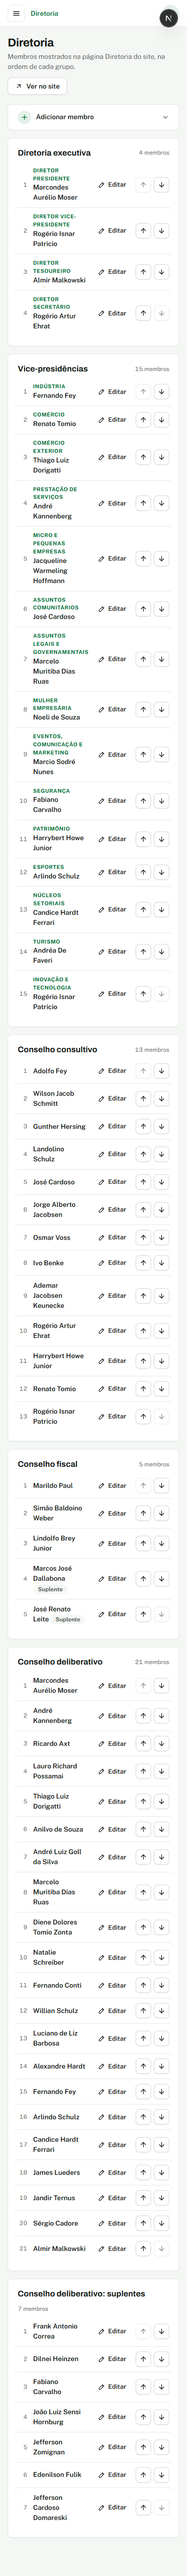 Diretoria
N
Diretoria
Membros mostrados na página Diretoria do site, na
ordem de cada grupo.
Ver no site
Adicionar membro
Diretoria executiva 4 membros
DIRETOR
PRESIDENTE
1 Marcondes Editar
Aurélio Moser
DIRETOR VICE-
PRESIDENTE
2 Rogério Isnar Editar
Patrício
DIRETOR
TESOUREIRO
3 Almir Malkowski Editar
DIRETOR
SECRETÁRIO
4 Rogério Artur Editar
Ehrat
Vice-presidências 15 membros
INDÚSTRIA
1 Fernando Fey Editar
COMÉRCIO
2 Renato Tomio Editar
COMÉRCIO
EXTERIOR
3 Thiago Luiz Editar
Dorigatti
PRESTAÇÃO DE
SERVIÇOS
4 André Editar
Kannenberg
MICRO E
PEQUENAS
EMPRESAS
5 Jacqueline Editar
Warmeling
Hoffmann
ASSUNTOS
COMUNITÁRIOS
6 José Cardoso Editar
ASSUNTOS
LEGAIS E
GOVERNAMENTAIS
7 Marcelo Editar
Muritiba Dias
Ruas
MULHER
EMPRESÁRIA
8 Noeli de Souza Editar
EVENTOS,
COMUNICAÇÃO E
MARKETING
9 Marcio Sodré Editar
Nunes
SEGURANÇA
10 Fabiano Editar
Carvalho
PATRIMÔNIO
11 Harrybert Howe Editar
Junior
ESPORTES
12 Arlindo Schulz Editar
NÚCLEOS
SETORIAIS
13 Candice Hardt Editar
Ferrari
TURISMO
14 Andréa De Editar
Faveri
INOVAÇÃO E
TECNOLOGIA
15 Rogério Isnar Editar
Patrício
Conselho consultivo 13 membros
1 Adolfo Fey Editar
2 Wilson Jacob Editar
Schmitt
3 Gunther Hersing Editar
4 Landolino Editar
Schulz
5 José Cardoso Editar
6 Jorge Alberto Editar
Jacobsen
7 Osmar Voss Editar
8 Ivo Benke Editar
9 Ademar Editar
Jacobsen
Keunecke
10 Rogério Artur Editar
Ehrat
11 Harrybert Howe Editar
Junior
12 Renato Tomio Editar
13 Rogério Isnar Editar
Patrício
Conselho fiscal 5 membros
1 Marildo Paul Editar
2 Simão Baldoino Editar
Weber
3 Lindolfo Brey Editar
Junior
4 Marcos José Editar
Dallabona
Suplente
5 José Renato Editar
Leite Suplente
Conselho deliberativo 21 membros
1 Marcondes Editar
Aurélio Moser
2 André Editar
Kannenberg
3 Ricardo Axt Editar
4 Lauro Richard Editar
Possamai
5 Thiago Luiz Editar
Dorigatti
6 Anilvo de Souza Editar
7 André Luiz Goll Editar
da Silva
8 Marcelo Editar
Muritiba Dias
Ruas
9 Diene Dolores Editar
Tomio Zonta
10 Natalie Editar
Schreiber
11 Fernando Conti Editar
12 Willian Schulz Editar
13 Luciano de Liz Editar
Barbosa
14 Alexandre Hardt Editar
15 Fernando Fey Editar
16 Arlindo Schulz Editar
17 Candice Hardt Editar
Ferrari
18 James Lueders Editar
19 Jandir Ternus Editar
20 Sérgio Cadore Editar
21 Almir Malkowski Editar
Conselho deliberativo: suplentes
7 membros
1 Frank Antonio Editar
Correa
2 Dilnei Heinzen Editar
3 Fabiano Editar
Carvalho
4 João Luiz Sensi Editar
Hornburg
5 Jefferson Editar
Zomignan
6 Edenilson Fulik Editar
7 Jefferson Editar
Cardoso
Domareski